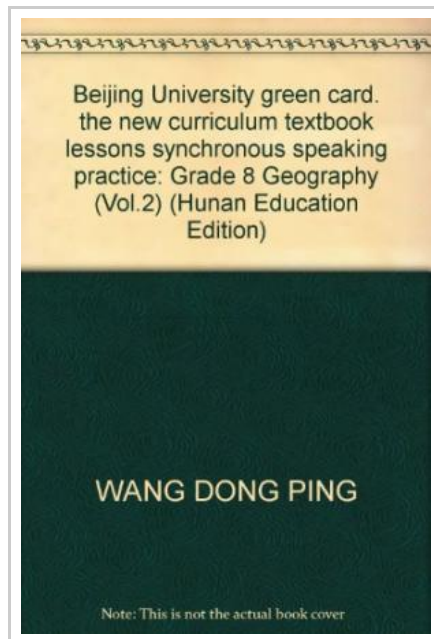 Beijing University green card.
the new curriculum textbook
lessons synchronous speaking
practice: Grade 8 Geography
(Vol.2) (Hunan Education
Edition)
WANG DONG PING
Note: This is not the actual book cover